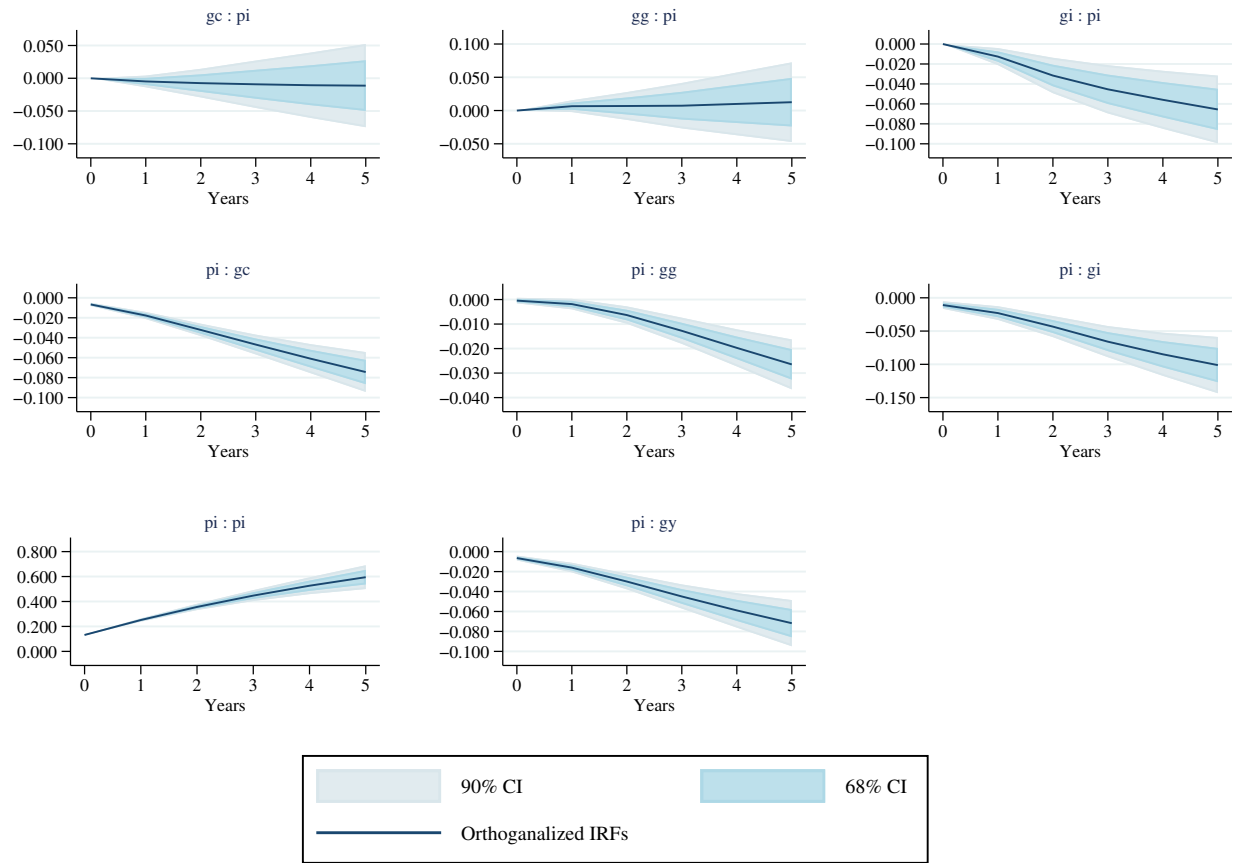 gc : pi
0.050
0.000
−0.050
−0.100
0 1 2 3 4 5
Years
gg : pi
0.100
0.050
0.000
−0.050
0 1 2 3 4 5
Years
gi : pi
0.000
−0.020
−0.040
−0.060
−0.080
−0.100
0 1 2 3 4 5
Years
pi : gc
0.000
−0.020
−0.040
−0.060
−0.080
−0.100
0 1 2 3 4 5
Years
pi : gg
0.000
−0.010
−0.020
−0.030
−0.040
0 1 2 3 4 5
Years
pi : gi
0.000
−0.050
−0.100
−0.150
0 1 2 3 4 5
Years
pi : pi
0.800
0.600
0.400
0.200
0.000
0 1 2 3 4 5
Years
pi : gy
0.000
−0.020
−0.040
−0.060
−0.080
−0.100
0 1 2 3 4 5
Years
90% CI 68% CI
Orthoganalized IRFs